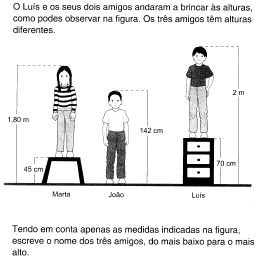 O Luís e os seus dois amigos andaram a brincar às alturas,
como podes observar na figura. Os três amigos têm alturas
diferentes.
2 m
1,80 m
142 cm
45 cm
70 cm
Marta
João
Luís
Tendo em conta apenas as medidas indicadas na figura,
escreve o nome dos três amigos, do mais baixo para o mais
alto.